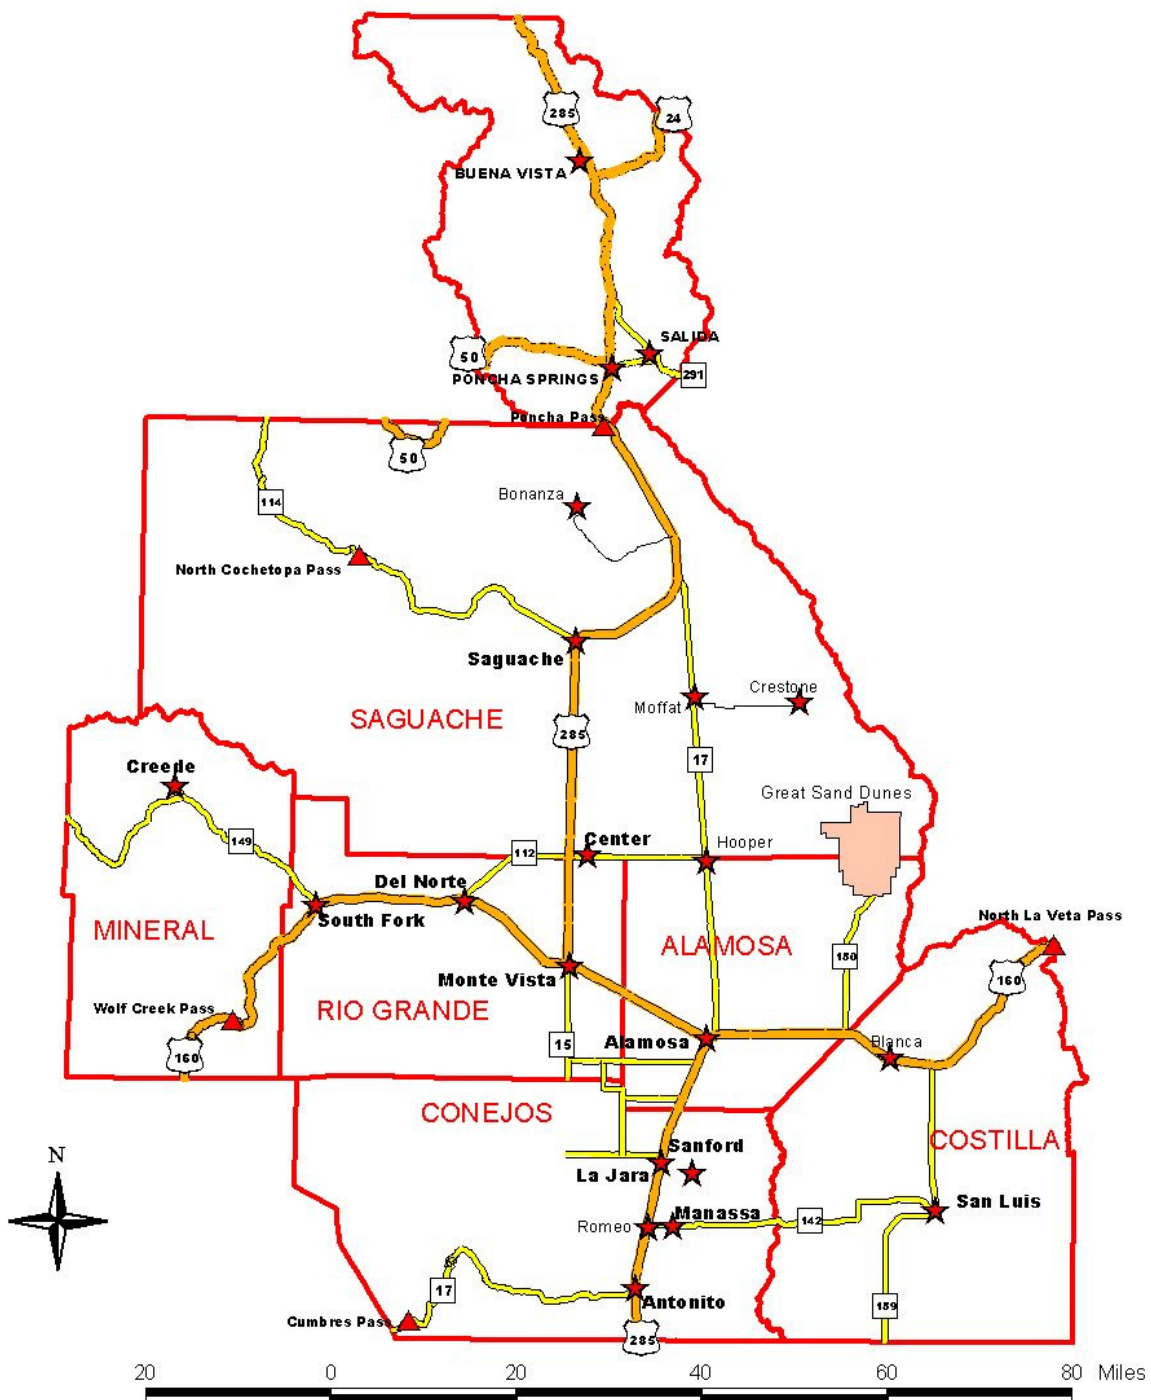 285
24
BUENA VISTA
SALIDA
50
PONCHA SPRINGS
291
Poncha Pass
50
Bonanza
114
North Cochetopa Pass
Saguache
Crestone
Moffat
SAGUACHE
285
17
Creede
Great Sand Dunes
149
112
Center
Hooper
Del Norte
South Fork
North La Veta Pass
MINERAL
ALAMOSA
150
Monte Vista
160
Wolf Creek Pass
RIO GRANDE
15
Alamosa
Blanca
160
CONEJOS
COSTILLA
N
Sanford
La Jara
San Luis
Romeo
Manassa
142
17
Antonito
159
Cumbres Pass
285
20 0 20 40 60 80 Miles